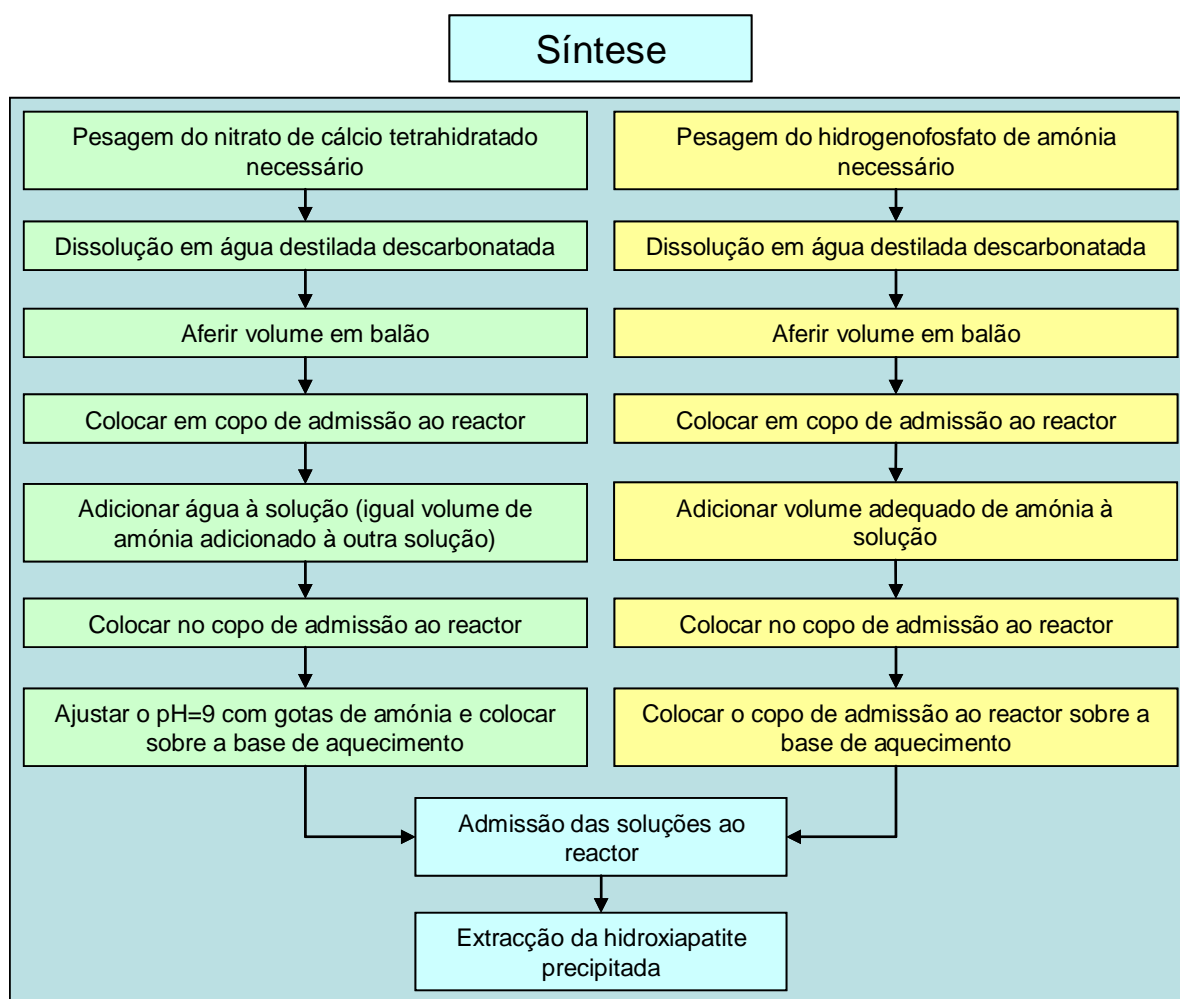 Síntese
Pesagem do nitrato de cálcio tetrahidratado
necessário
Pesagem do hidrogenofosfato de amónia
necessário
Dissolução em água destilada descarbonatada
Dissolução em água destilada descarbonatada
Aferir volume em balão
Aferir volume em balão
Colocar em copo de admissão ao reactor
Colocar em copo de admissão ao reactor
Adicionar água à solução (igual volume de
amónia adicionado à outra solução)
Adicionar volume adequado de amónia à
solução
Colocar no copo de admissão ao reactor
Colocar no copo de admissão ao reactor
Ajustar o pH=9 com gotas de amónia e colocar
sobre a base de aquecimento
Colocar o copo de admissão ao reactor sobre a
base de aquecimento
Admissão das soluções ao
reactor
Extracção da hidroxiapatite
precipitada